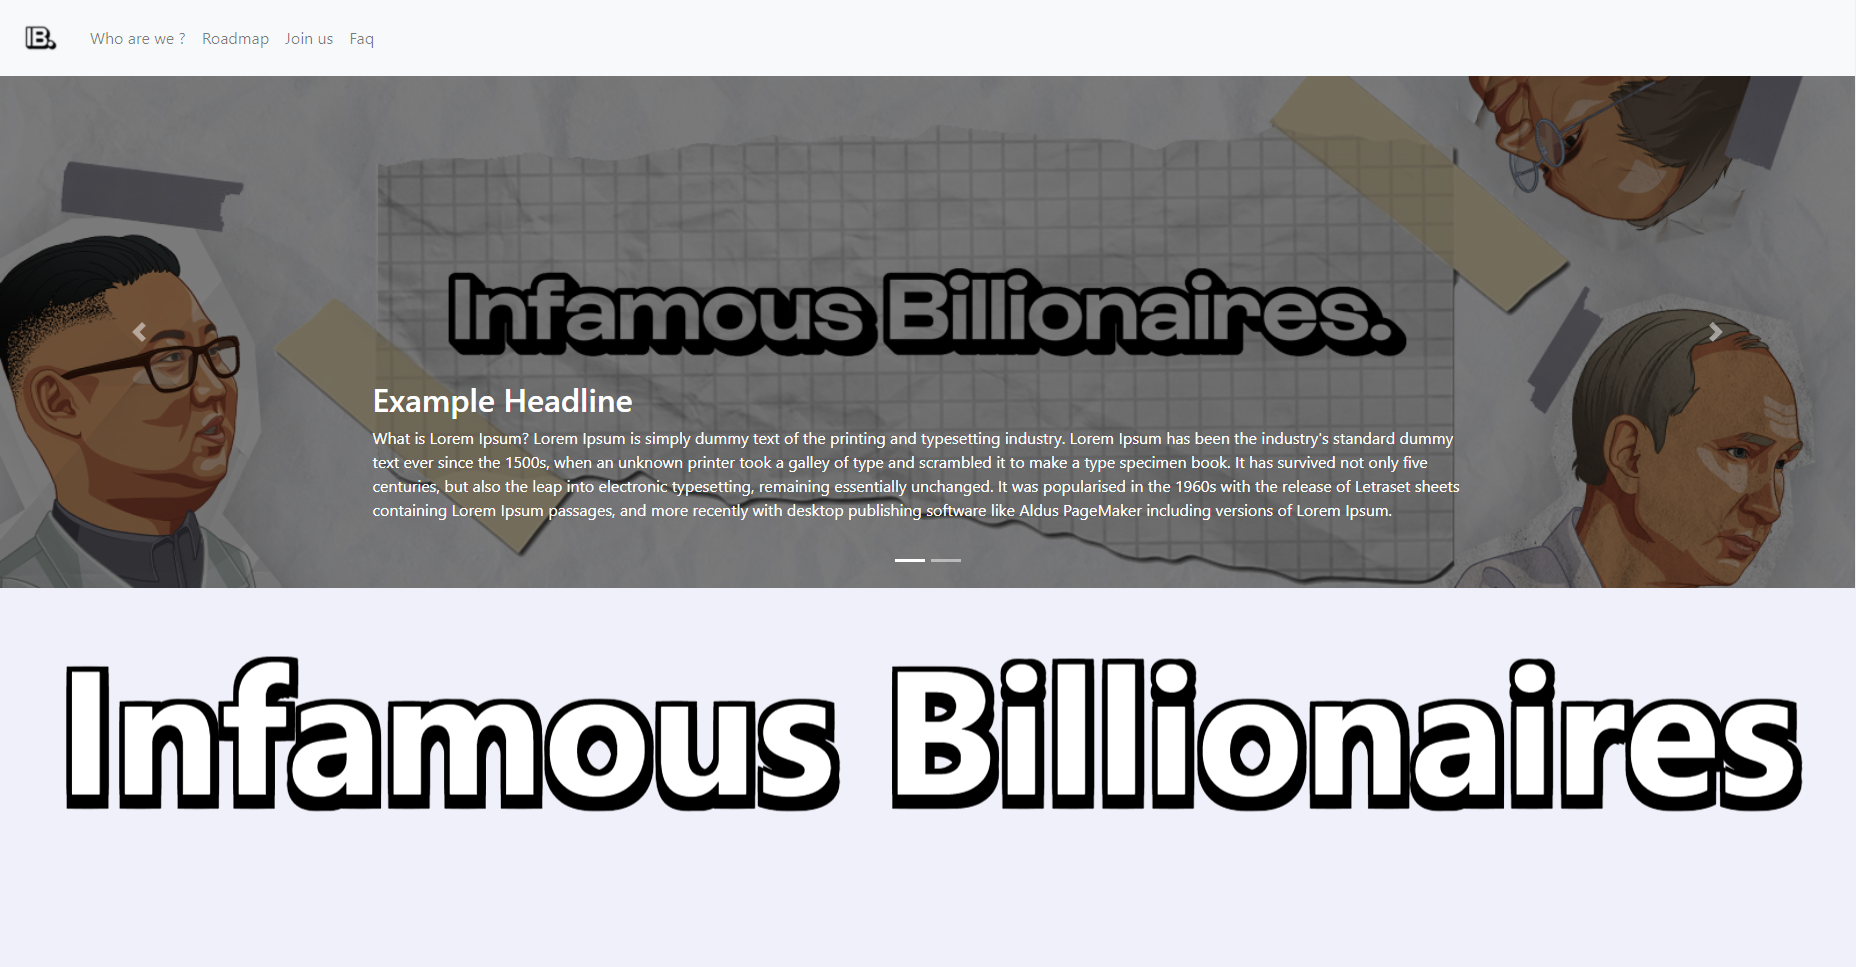 IB.
Who are we ? Roadmap Join us Faq
Infamous Billionaires.
Example Headline
What is Lorem Ipsum? Lorem Ipsum is simply dummy text of the printing and typesetting industry. Lorem Ipsum has been the industry's standard dummy
text ever since the 1500s, when an unknown printer took a galley of type and scrambled it to make a type specimen book. It has survived not only five
centuries, but also the leap into electronic typesetting, remaining essentially unchanged. It was popularised in the 1960s with the release of Letraset sheets
containing Lorem Ipsum passages, and more recently with desktop publishing software like Aldus PageMaker including versions of Lorem Ipsum.
Infamous Billionaires